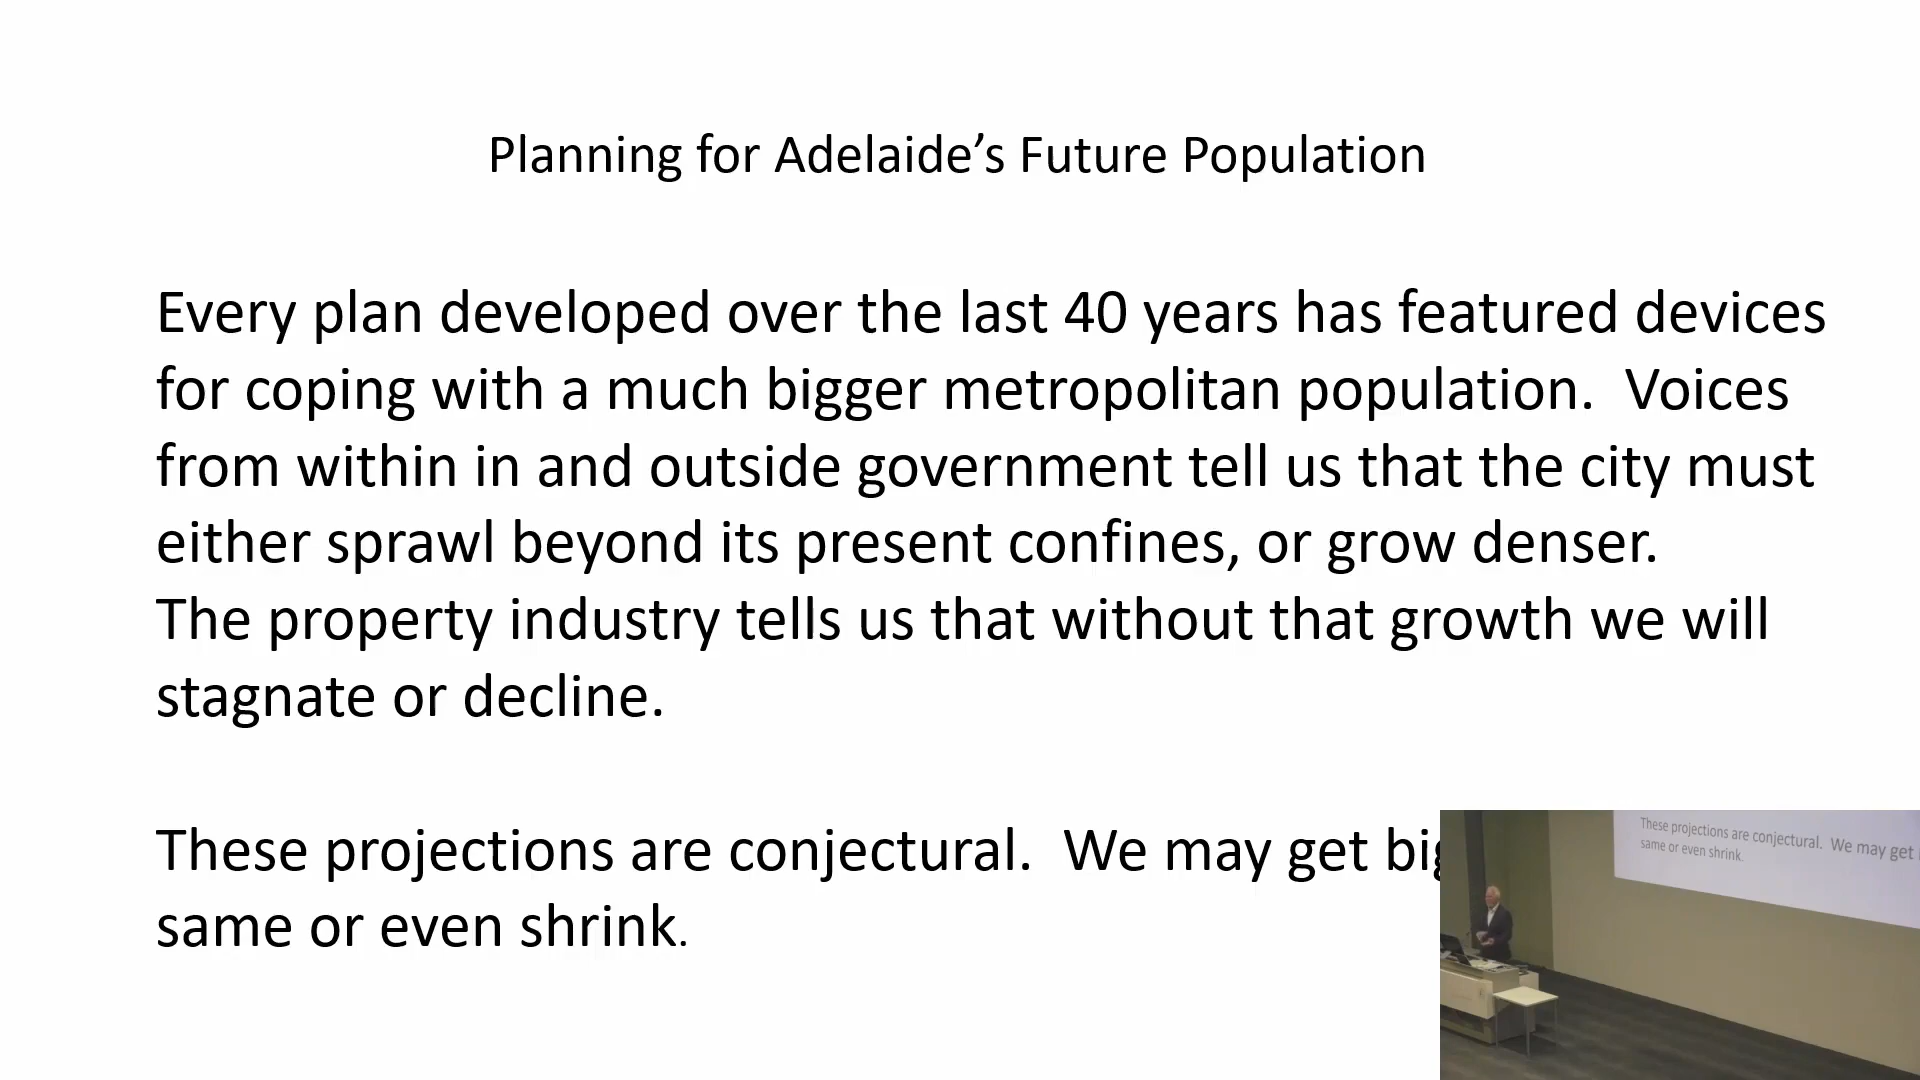 Planning for Adelaide’s Future Population
Every plan developed over the last 40 years has featured devices
for coping with a much bigger metropolitan population.  Voices
from within in and outside government tell us that the city must
either sprawl beyond its present confines, or grow denser.
The property industry tells us that without that growth we will
stagnate or decline.
These projections are conjectural.  We may get
same or even shrink.
These projections are conjectural.  We may get
same or even shrink.